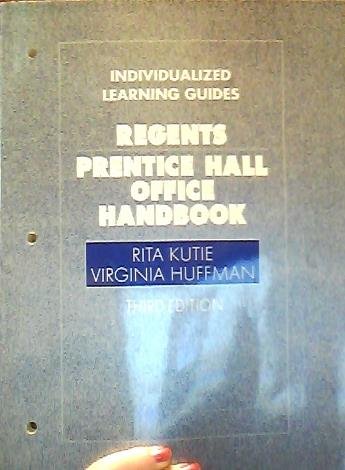 INDIVIDUALIZED
LEARNING GUIDES
REGENTS
PRENTICE HALL
OFFICE
HANDBOOK
RITA KUTIE
VIRGINIA HUFFMAN
THIRD EDITION